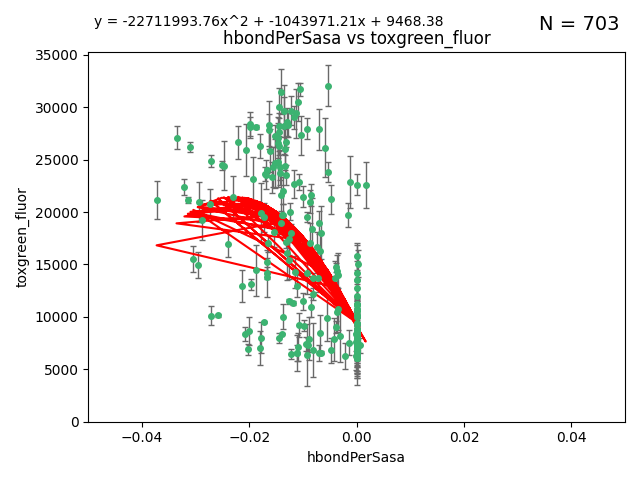 y = -22711993.76x^2 + -1043971.21x + 9468.38
N = 703
hbondPerSasa vs toxgreen_fluor
35000
30000
25000
20000
15000
10000
5000
0
toxgreen_fluor
−0.04
−0.02
0.00
0.02
0.04
hbondPerSasa